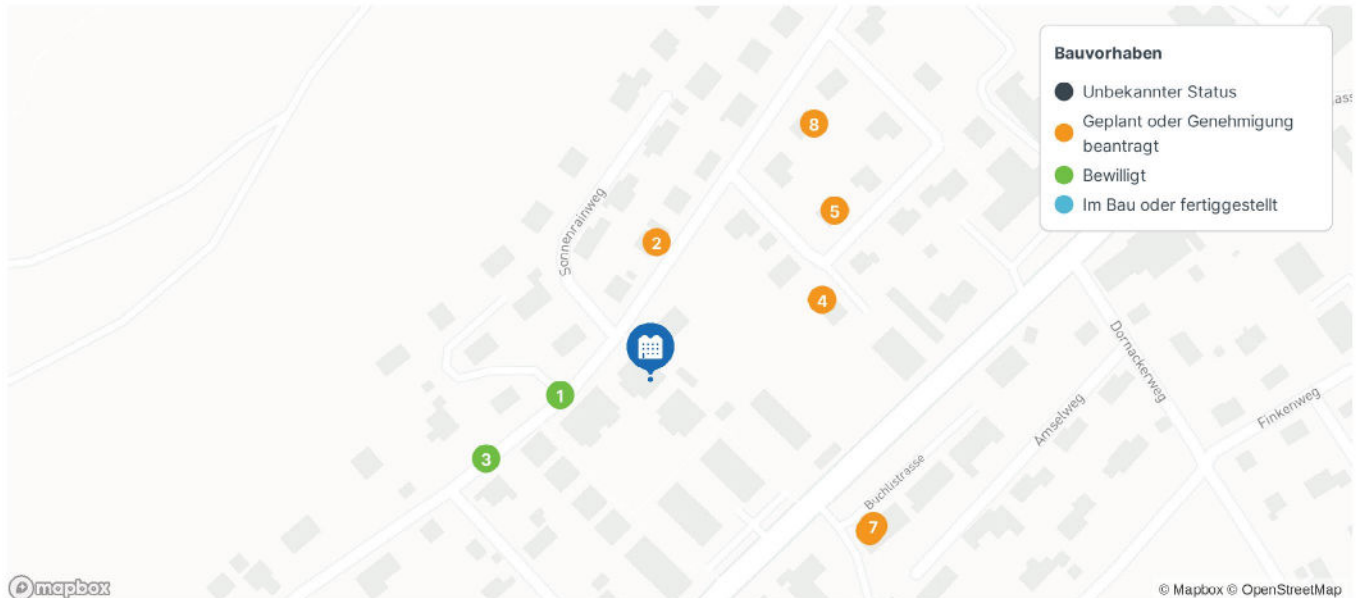 Bauvorhaben
Unbekannter Status
Geplant oder Genehmigung
beantragt
Bewilligt
Im Bau oder fertiggestellt
8
5
2
4
1
3
7
Sonnenrainweg
Dornackerweg
Amselweg
Finkenweg
Buchlistrasse
mapbox
© Mapbox © OpenStreetMap